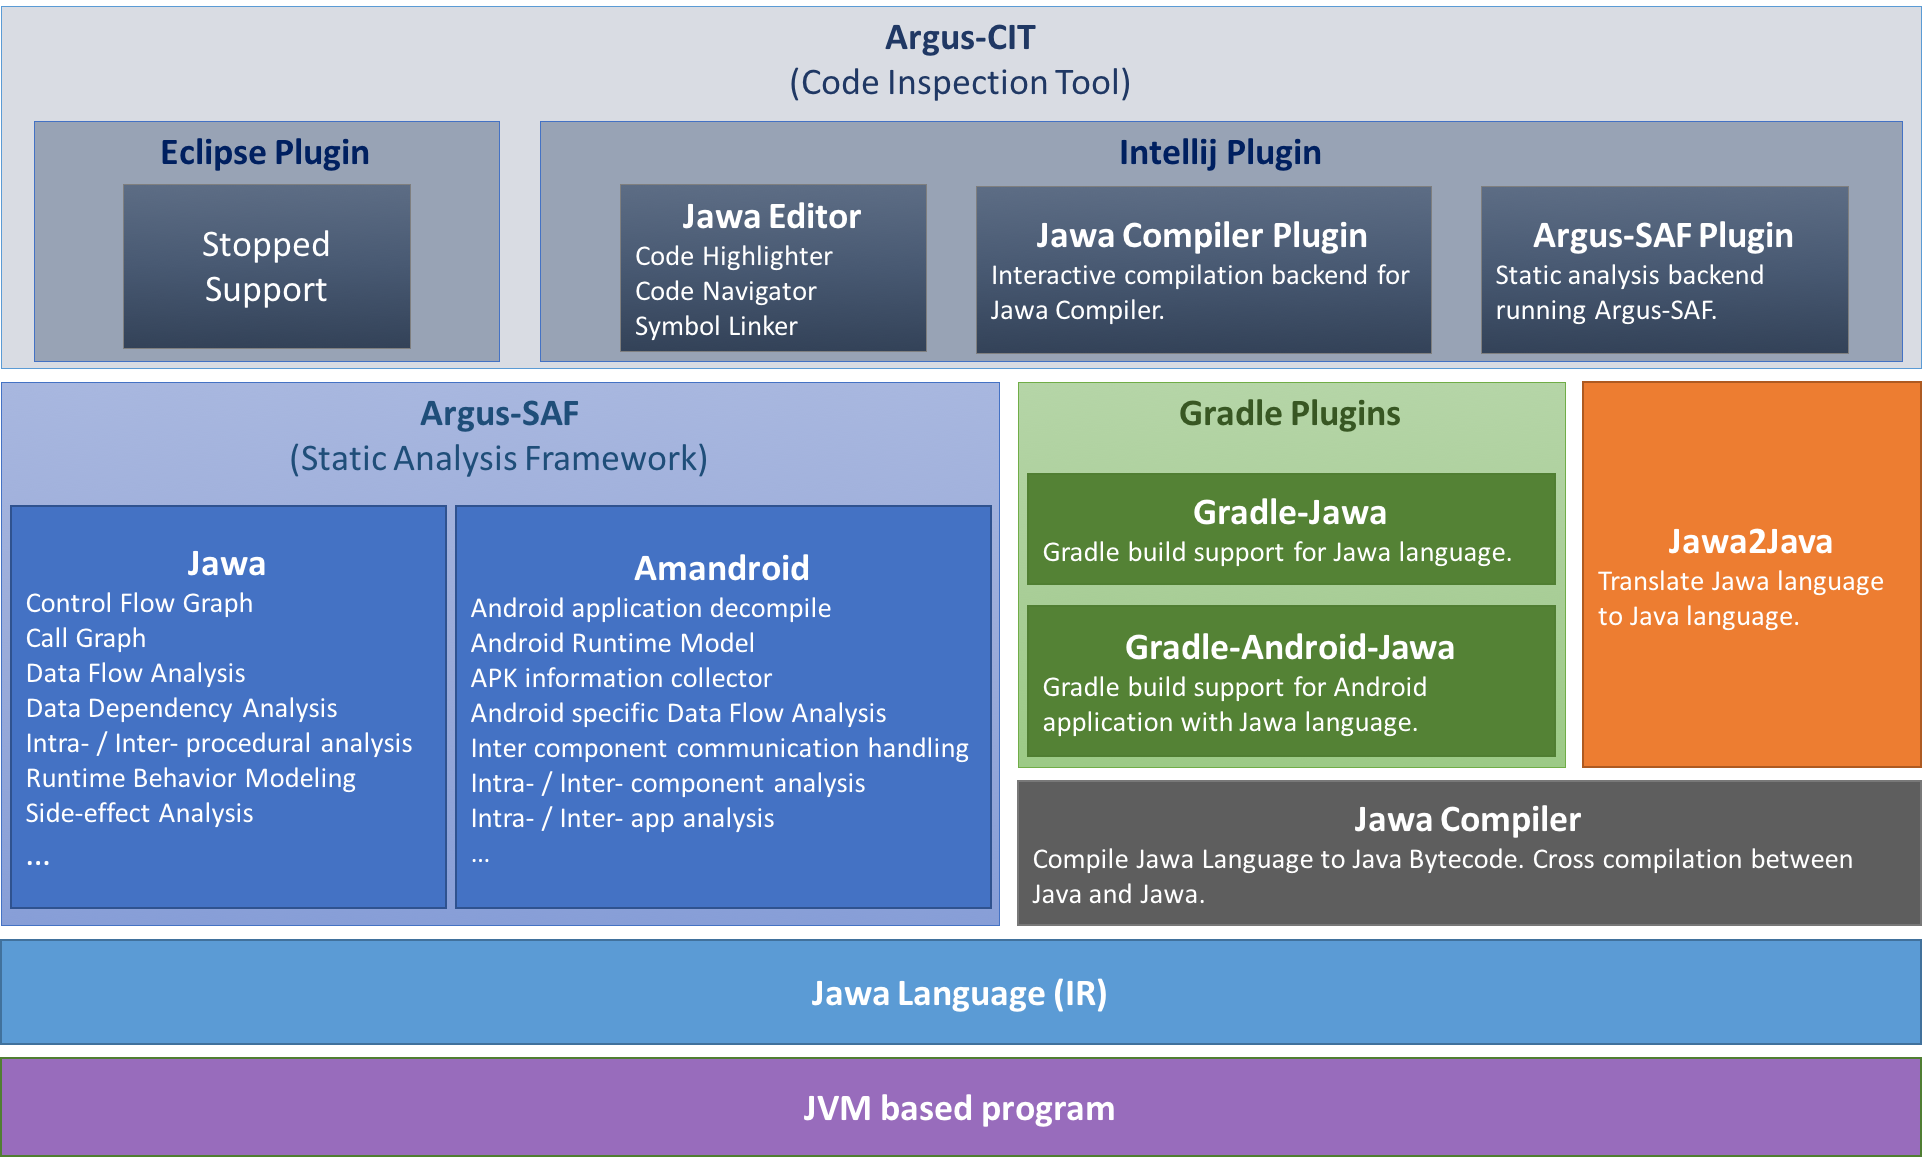 Argus-CIT
(Code Inspection Tool)
Eclipse Plugin
Stopped
Support
Intellij Plugin
Jawa Editor
Code Highlighter
Code Navigator
Symbol Linker
Jawa Compiler Plugin
Interactive compilation backend for
Jawa Compiler.
Argus-SAF Plugin
Static analysis backend
running Argus-SAF.
Argus-SAF
(Static Analysis Framework)
Jawa
Control Flow Graph
Call Graph
Data Flow Analysis
Data Dependency Analysis
Intra- / Inter- procedural analysis
Runtime Behavior Modeling
Side-effect Analysis
...
Amandroid
Android application decompile
Android Runtime Model
APK information collector
Android specific Data Flow Analysis
Inter component communication handling
Intra- / Inter- component analysis
Intra- / Inter- app analysis
...
Gradle Plugins
Gradle-Jawa
Gradle build support for Jawa language.
Gradle-Android-Jawa
Gradle build support for Android
application with Jawa language.
Jawa2Java
Translate Jawa language
to Java language.
Jawa Compiler
Compile Jawa Language to Java Bytecode. Cross compilation between
Java and Jawa.
Jawa Language (IR)
JVM based program